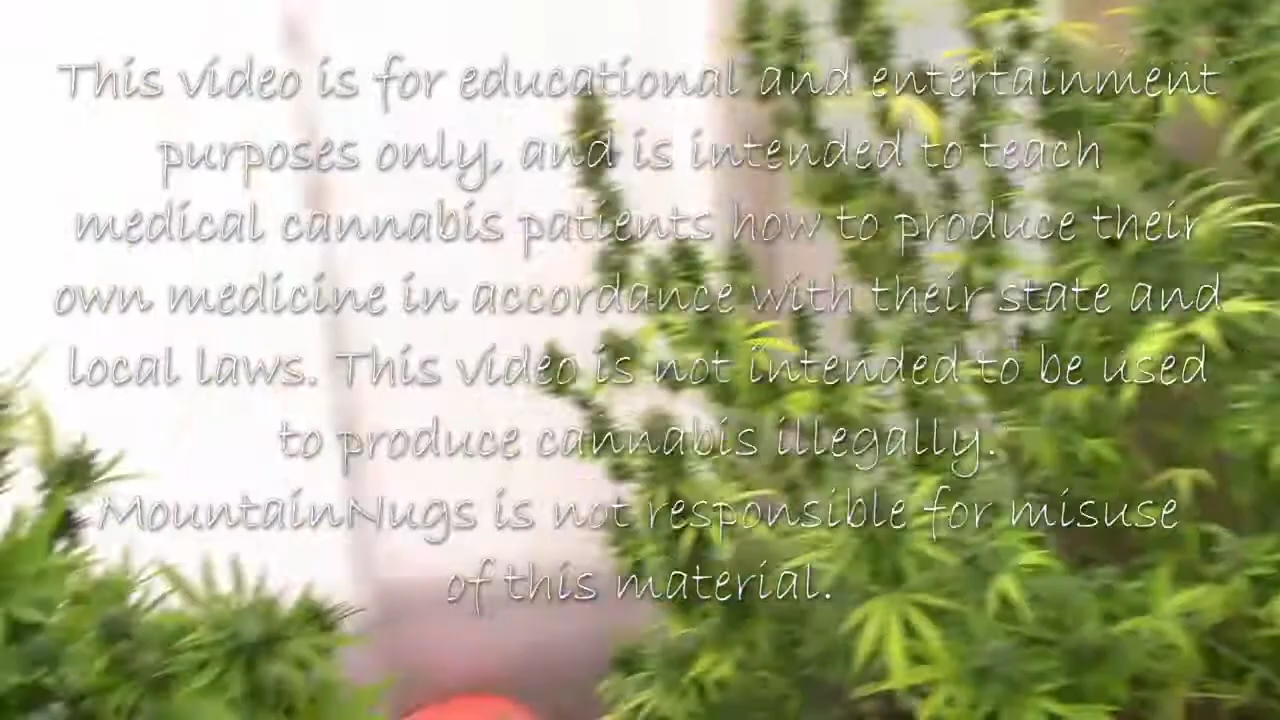 This video is for educational and entertainment
purposes only, and is intended to teach
medical cannabis patients how to produce their
own medicine in accordance with their state and
local laws. This video is not intended to be used
to produce cannabis illegally.
MountainNugs is not responsible for misuse
of this material.